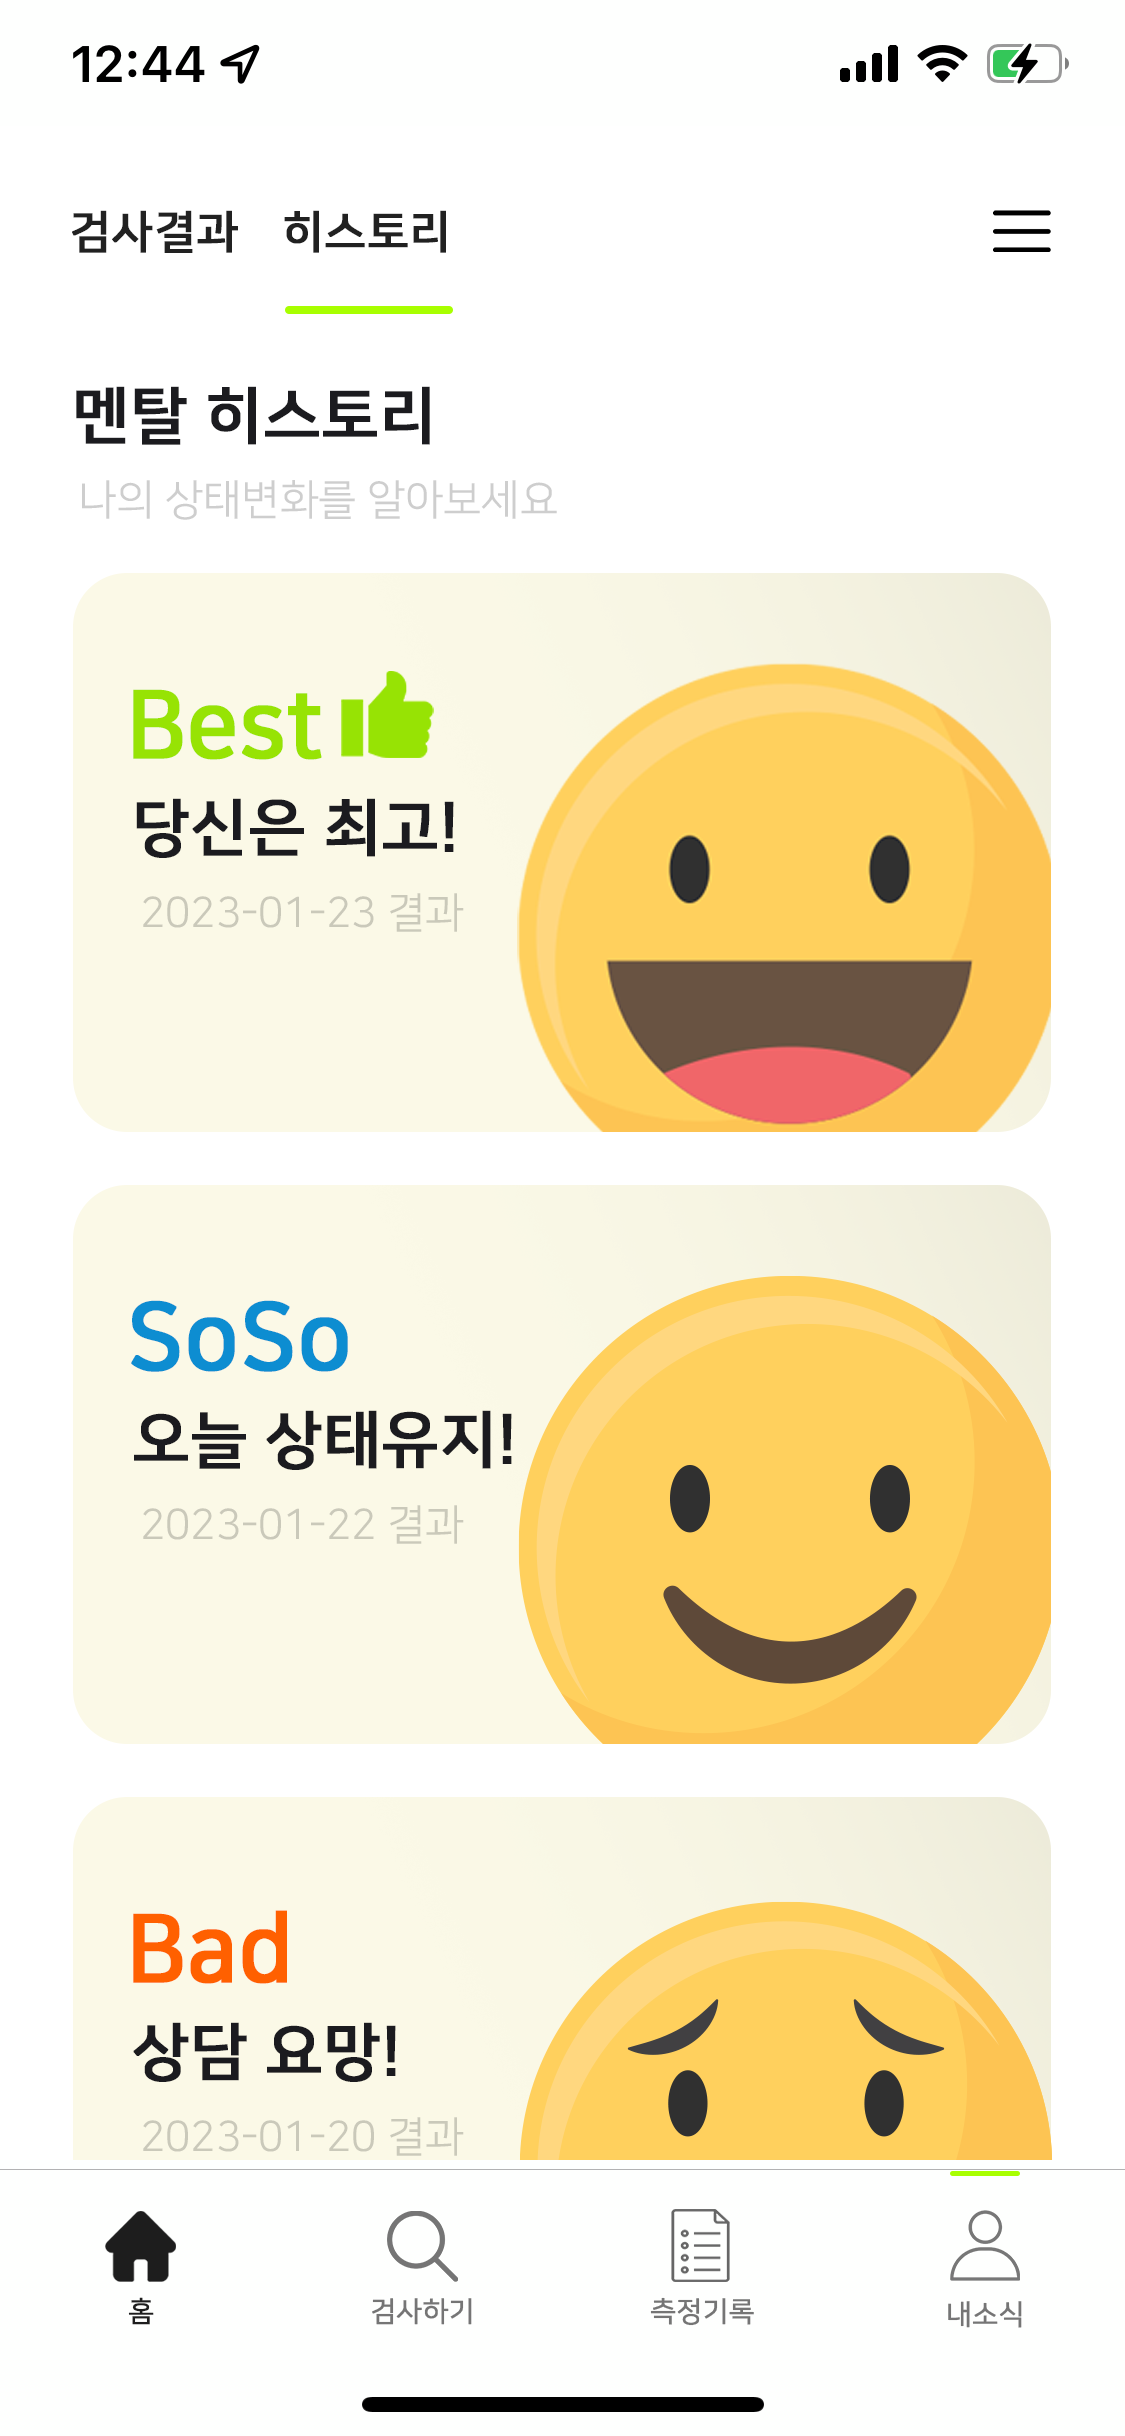 12:44
검사결과 히스토리
멘탈 히스토리
나의 상태변화를 알아보세요
Best
당신은 최고!
2023-01-23 결과
SoSo
오늘 상태유지!
2023-01-22 결과
Bad
상담 요망!
2023-01-20 결과
홈 검사하기 측정기록 내소식